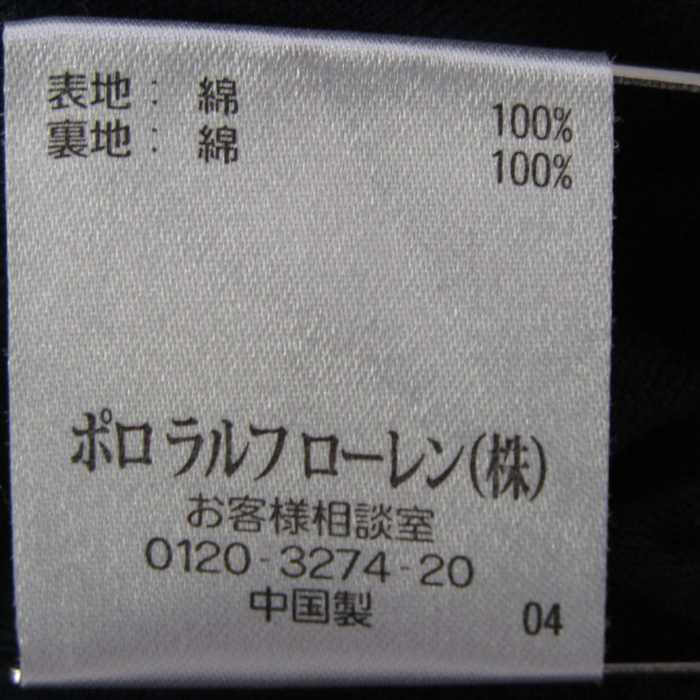 表地： 綿 100%
裏地： 綿 100%
ポロ ラルフ ローレン(株)
お客様相談室
0120-3274-20
中国製 04